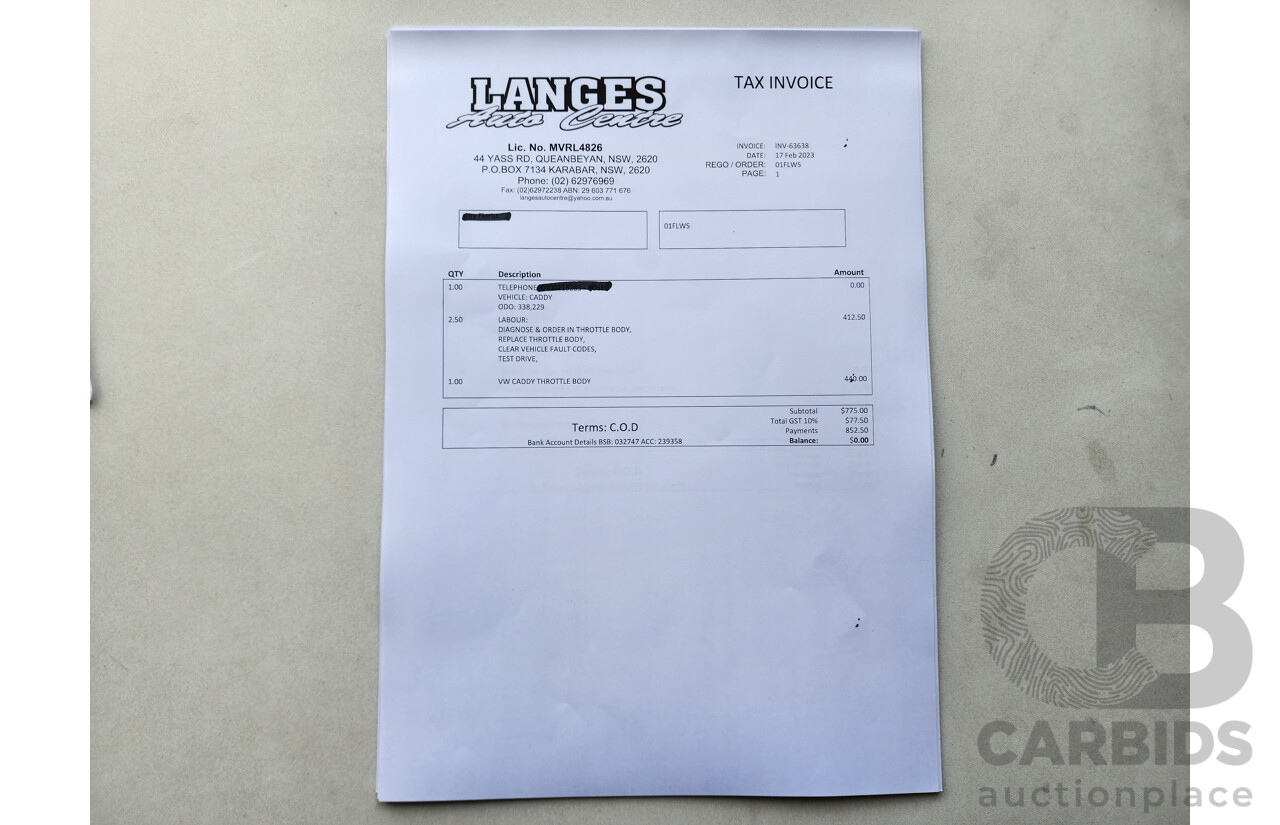 LANGES
Auto Centre
TAX INVOICE
Lic. No. MVRL4826
44 YASS RD, QUEANBEYAN, NSW, 2620
P.O.BOX 7134 KARABAR, NSW, 2620
Phone: (02) 62976969
Fax: (02)62972238 ABN: 29 603 771 676
langesautocentre@yahoo.com.au
INVOICE: INV-63638
DATE: 17 Feb 2023
REGO / ORDER: 01FLW5
PAGE: 1
01FLW5
QTY Description Amount
1.00 TELEPHONE 0.00
VEHICLE: CADDY
ODO: 338,229
2.50 LABOUR: 412.50
DIAGNOSE & ORDER IN THROTTLE BODY,
REPLACE THROTTLE BODY,
CLEAR VEHICLE FAULT CODES,
TEST DRIVE,
1.00 VW CADDY THROTTLE BODY 440.00
Terms: C.O.D
Bank Account Details BSB: 032747 ACC: 239358
Subtotal $775.00
Total GST 10% $77.50
Payments 852.50
Balance: $0.00
CB
CARBIDS
auctionplace